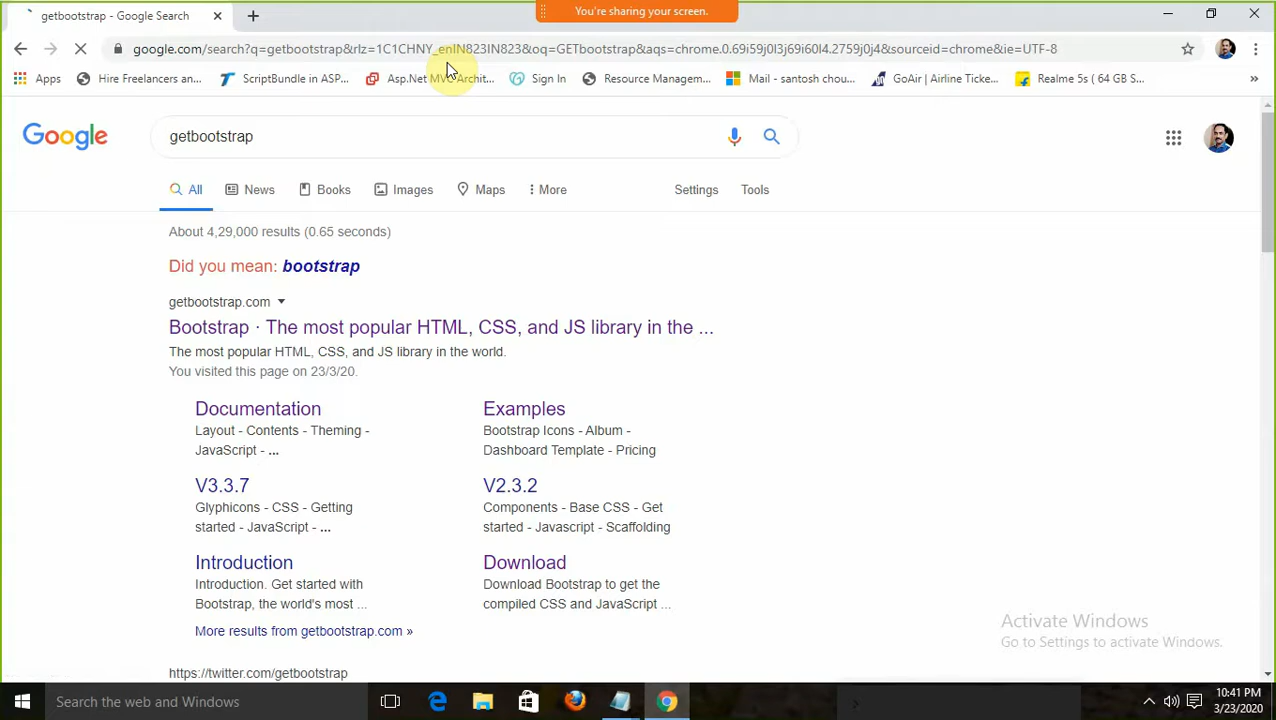 getbootstrap - Google Search
You're sharing your screen.
google.com/search?q=getbootstrap&rlz=1C1CHNY_enIN823IN823&oq=GETbootstrap&aqs=chrome.0.69i59j0l3j69i60l4.2759j0j4&sourceid=chrome&ie=UTF-8
Apps Hire Freelancers an... ScriptBundle in ASP... Asp.Net MVC Archit... Sign In Resource Managem... Mail - santosh chou... GoAir | Airline Ticke... Realme 5s ( 64 GB S... »
Google
getbootstrap
All News Books Images Maps More Settings Tools
About 4,29,000 results (0.65 seconds)
Did you mean: bootstrap
getbootstrap.com
Bootstrap · The most popular HTML, CSS, and JS library in the ...
The most popular HTML, CSS, and JS library in the world.
You visited this page on 23/3/20.
Documentation
Layout - Contents - Theming -
JavaScript - ...
Examples
Bootstrap Icons - Album -
Dashboard Template - Pricing
V3.3.7
Glyphicons - CSS - Getting
started - JavaScript - ...
V2.3.2
Components - Base CSS - Get
started - Javascript - Scaffolding
Introduction
Introduction. Get started with
Bootstrap, the world's most ...
Download
Download Bootstrap to get the
compiled CSS and JavaScript ...
More results from getbootstrap.com »
https://twitter.com/getbootstrap
Activate Windows
Go to Settings to activate Windows.
Search the web and Windows
10:41 PM
3/23/2020